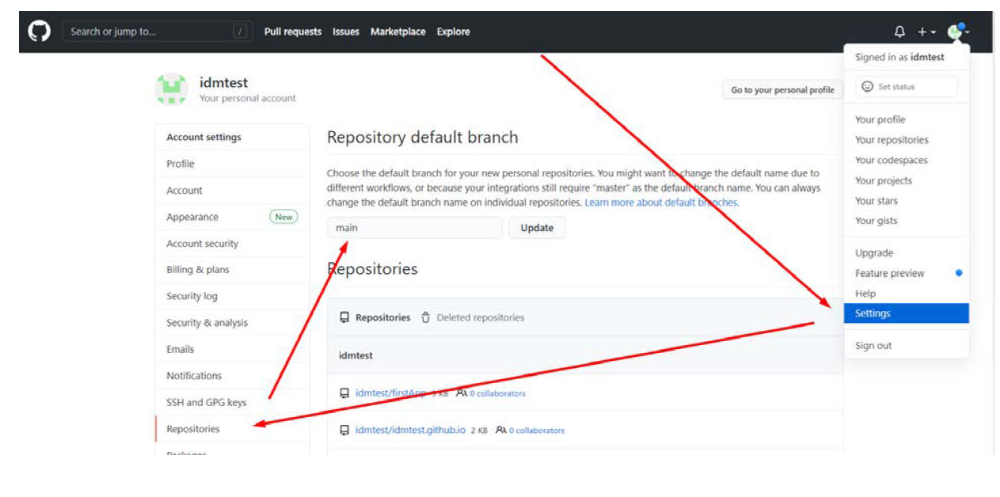 Search or jump to... /
Pull requests Issues Marketplace Explore
idmtest
Your personal account
Go to your personal profile
Signed in as idmtest
Set status
Your profile
Your repositories
Your codespaces
Your projects
Your stars
Your gists
Upgrade
Feature preview
Help
Settings
Sign out
Account settings
Profile
Account
Appearance New
Account security
Billing & plans
Security log
Security & analysis
Emails
Notifications
SSH and GPG keys
Repositories
Packages
Repository default branch
Choose the default branch for your new personal repositories. You might want to change the default name due to
different workflows, or because your integrations still require "master" as the default branch name. You can always
change the default branch name on individual repositories. Learn more about default branches.
main Update
Repositories
Repositories Deleted repositories
idmtest
idmtest/firstApp KB 0 collaborators
idmtest/idmtest.github.io 2 KB 0 collaborators